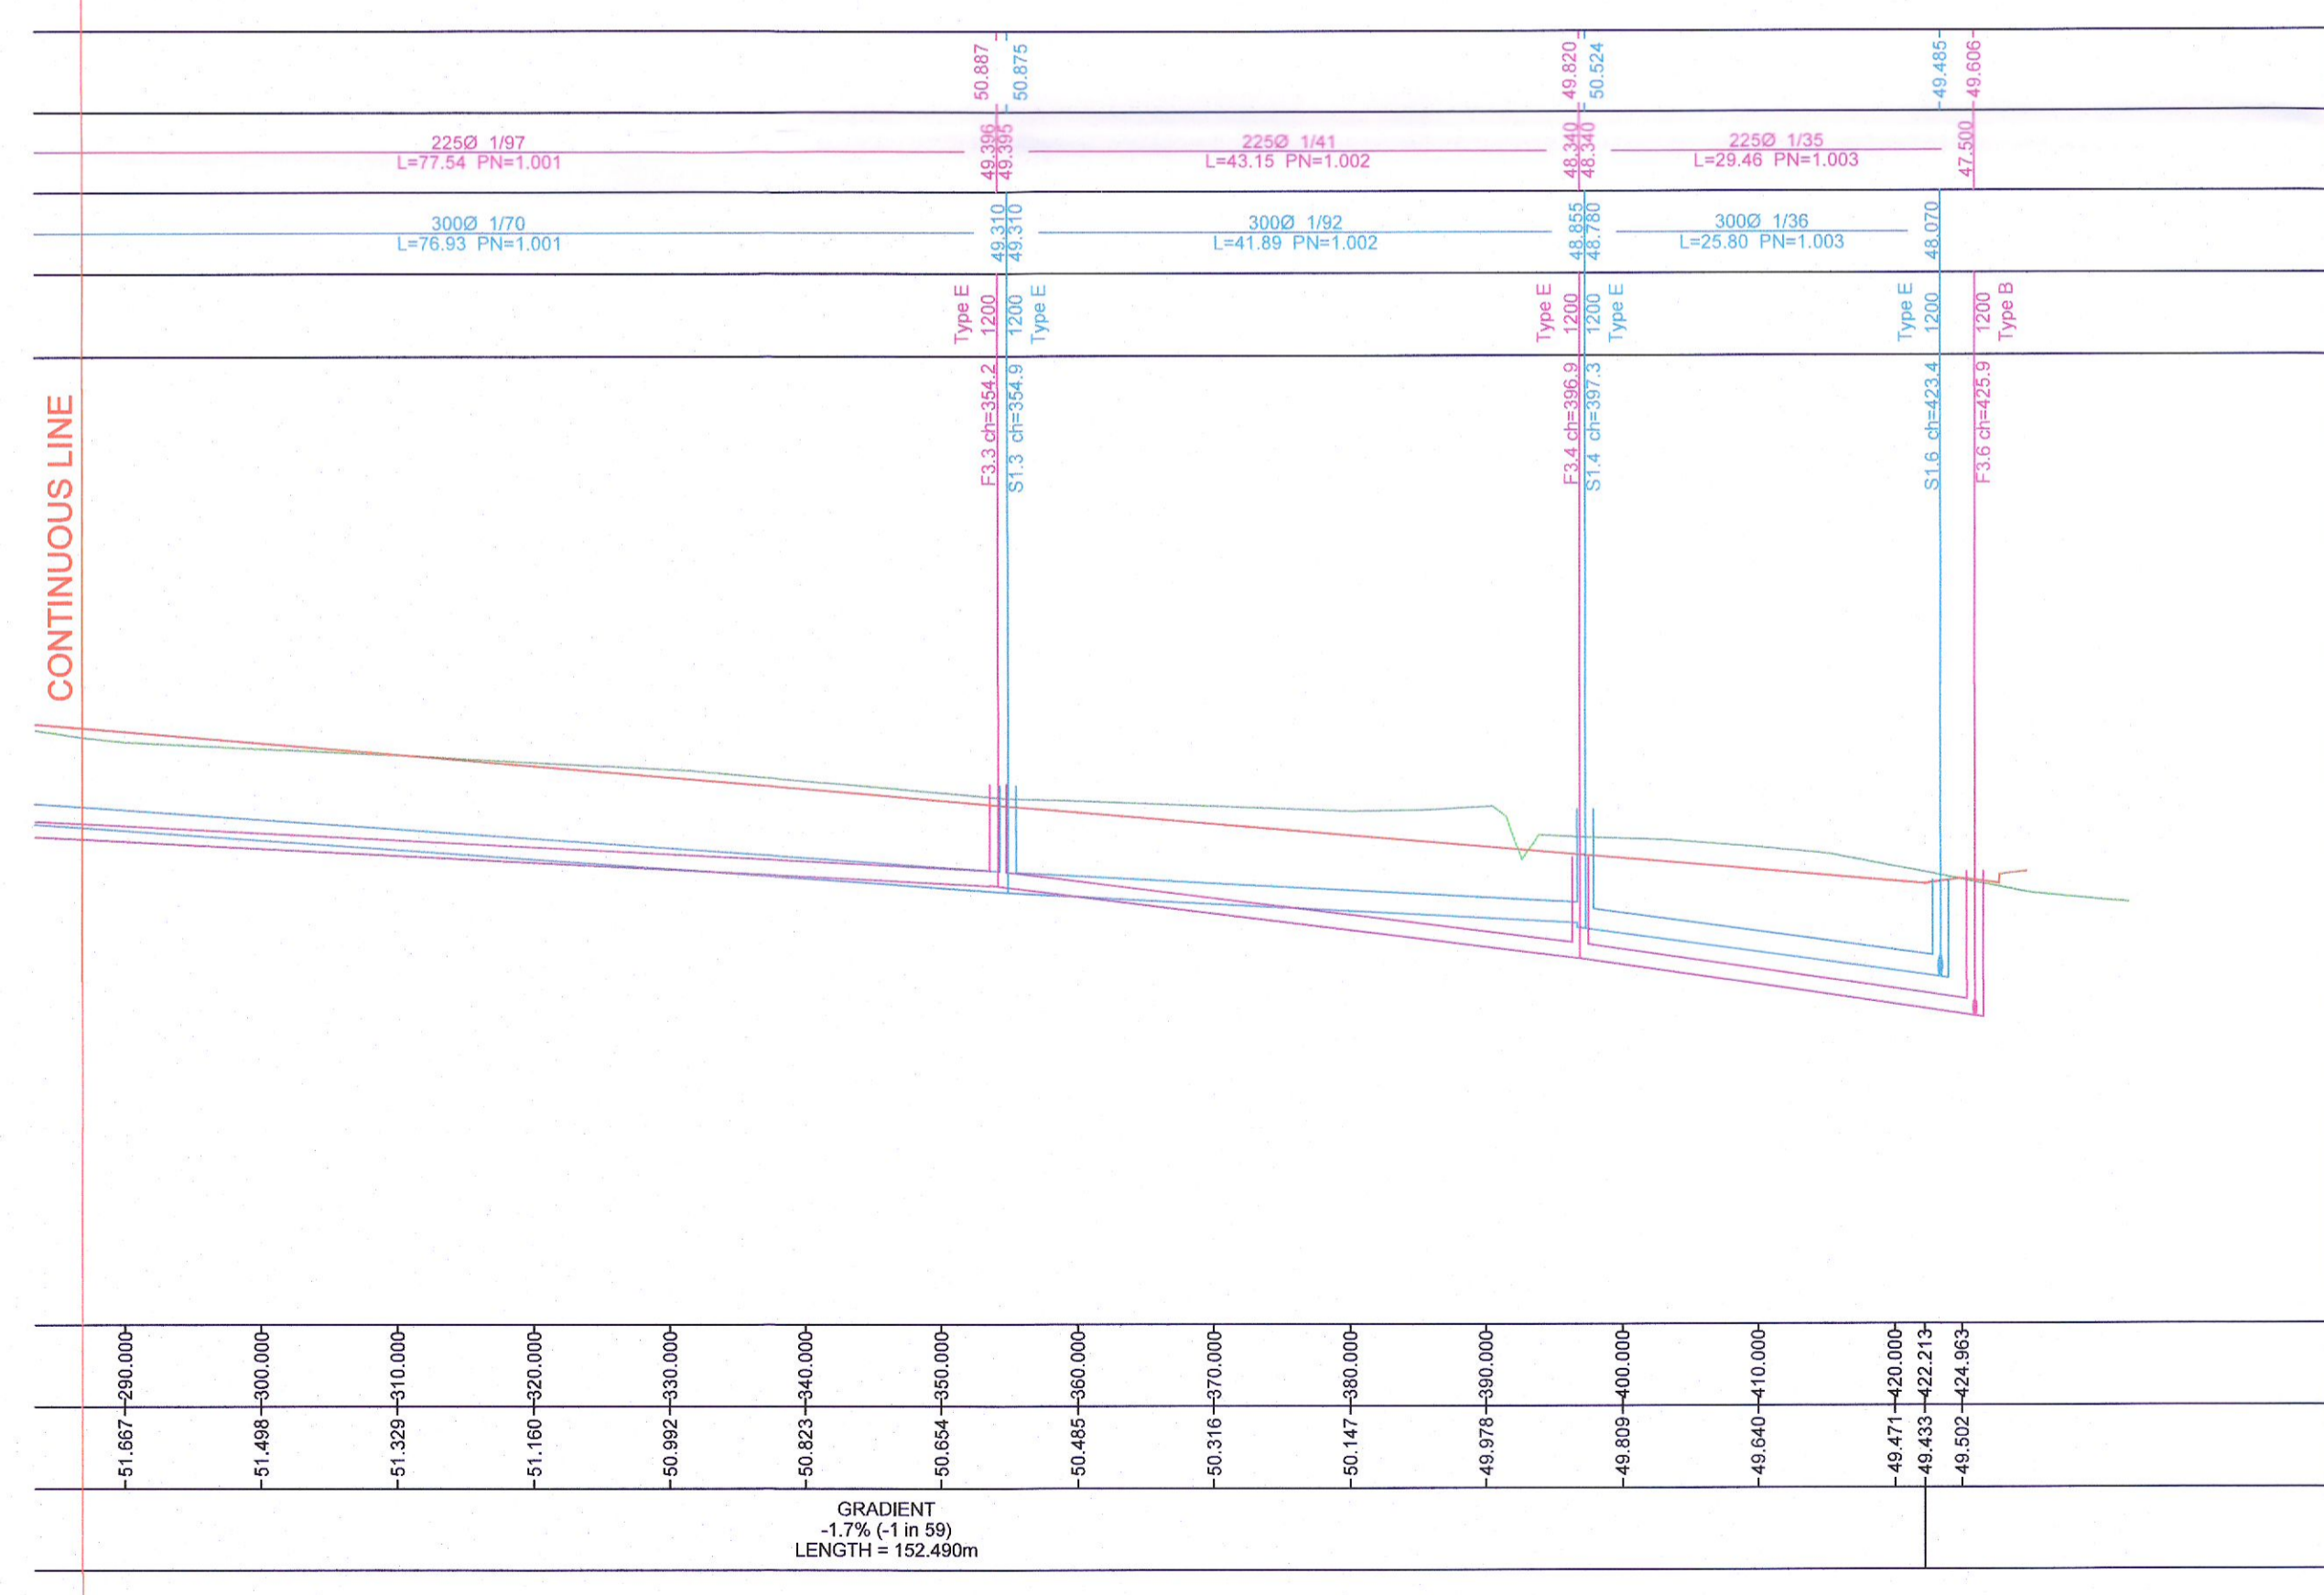 50.887
50.875
49.820
50.524
49.485
49.606
225Ø 1/97
L=77.54 PN=1.001
49.396
49.395
225Ø 1/41
L=43.15 PN=1.002
48.340
48.340
225Ø 1/35
L=29.46 PN=1.003
47.500
300Ø 1/70
L=76.93 PN=1.001
49.310
49.310
300Ø 1/92
L=41.89 PN=1.002
48.855
48.780
300Ø 1/36
L=25.80 PN=1.003
48.070
Type E
1200
1200
Type E
Type E
1200
1200
Type E
Type E
1200
1200
Type B
F3.3 ch=354.2
S1.3 ch=354.9
F3.4 ch=396.9
S1.4 ch=397.3
S1.6 ch=423.4
F3.6 ch=425.9
CONTINUOUS LINE
290.000
300.000
310.000
320.000
330.000
340.000
350.000
360.000
370.000
380.000
390.000
400.000
410.000
420.000
422.213
424.963
51.667
51.498
51.329
51.160
50.992
50.823
50.654
50.485
50.316
50.147
49.978
49.809
49.640
49.471
49.433
49.502
GRADIENT
-1.7% (-1 in 59)
LENGTH = 152.490m